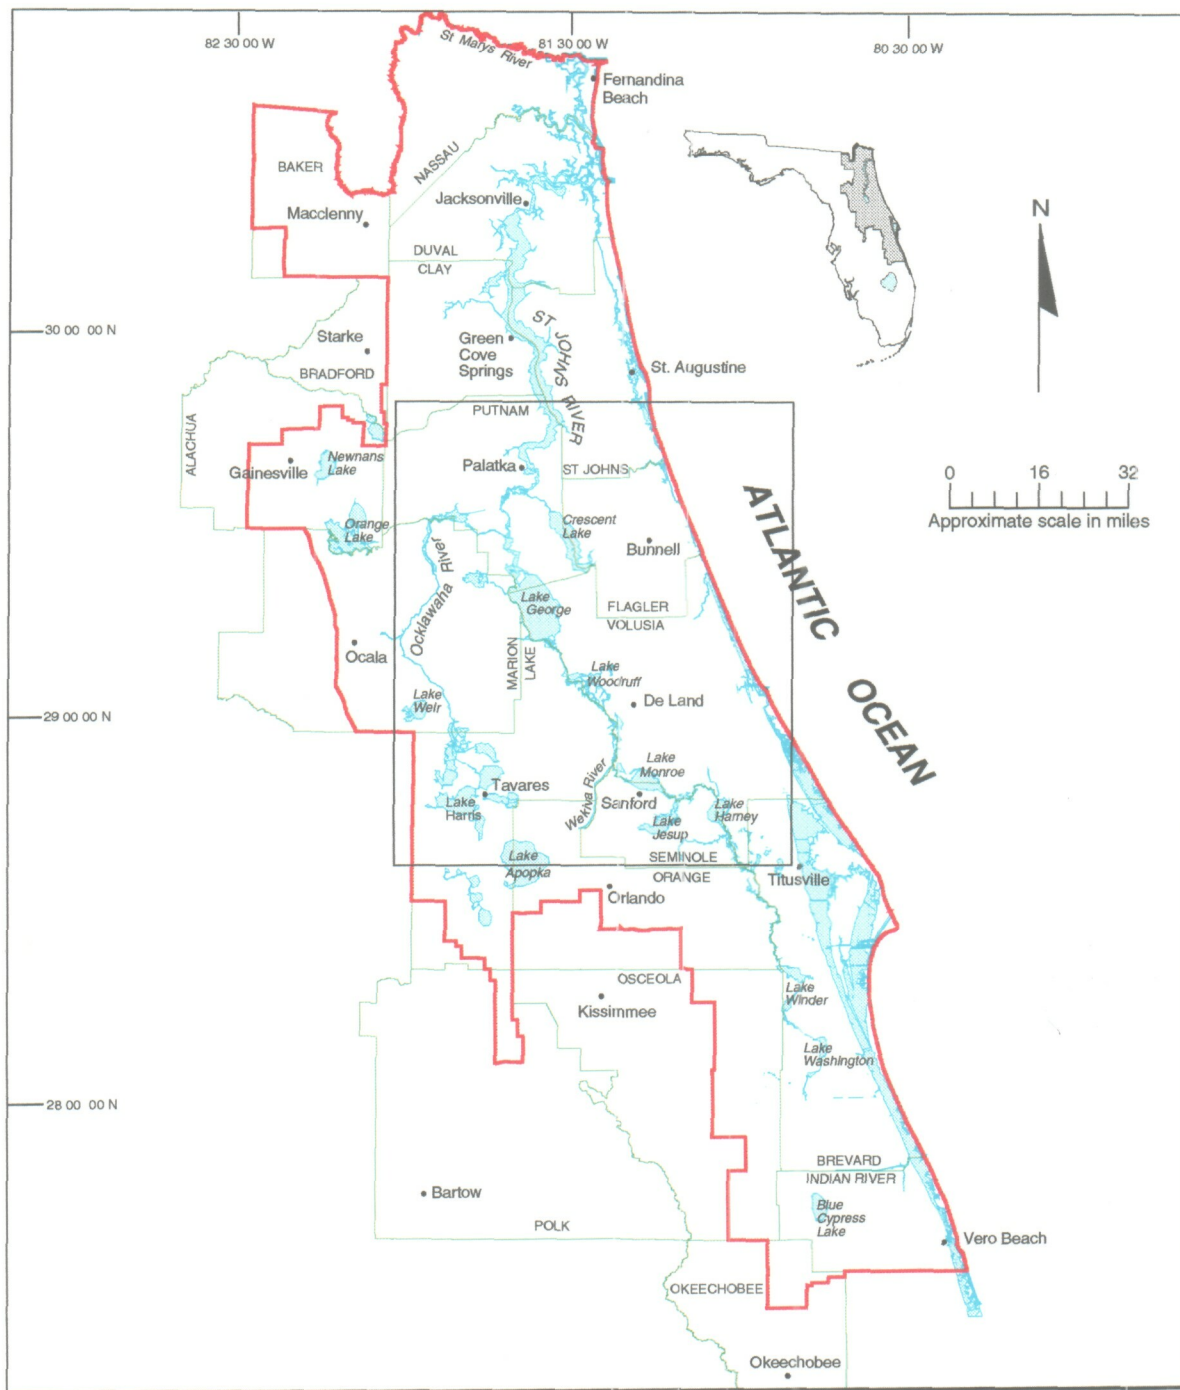 82 30 00 W
81 30 00 W
80 30 00 W
St Marys River
Fernandina
Beach
BAKER
NASSAU
Macclenny
Jacksonville
N
DUVAL
CLAY
30 00 00 N
Starke
BRADFORD
Green
Cove
Springs
ST JOHNS RIVER
St. Augustine
PUTNAM
ALACHUA
Gainesville
Newnans
Lake
Palatka
ST JOHNS
0 16 32
Approximate scale in miles
Orange
Lake
Crescent
Lake
Bunnell
ATLANTIC OCEAN
Ocklawaha River
Lake
George
FLAGLER
VOLUSIA
Ocala
MARION
LAKE
Lake
Woodruff
Lake
Weir
De Land
29 00 00 N
Lake
Monroe
Wekiva River
Tavares
Lake
Harris
Sanford
Lake
Jesup
Lake
Harney
Lake
Apopka
SEMINOLE
ORANGE
Titusville
Orlando
OSCEOLA
Kissimmee
Lake
Winder
Lake
Washington
28 00 00 N
BREVARD
INDIAN RIVER
Bartow
Blue
Cypress
Lake
POLK
Vero Beach
OKEECHOBEE
Okeechobee